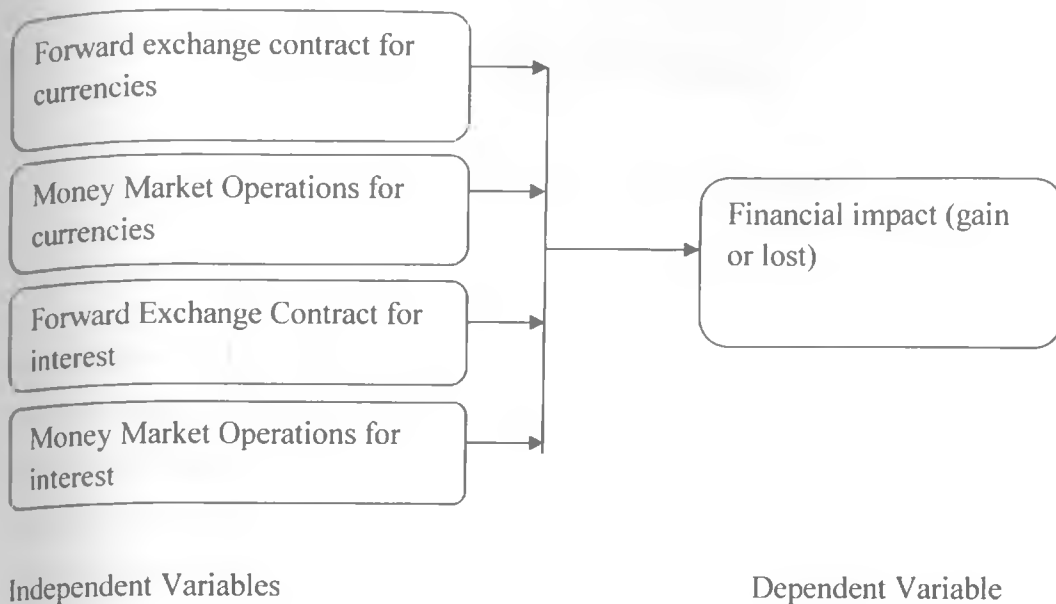 Forward exchange contract for
currencies
Money Market Operations for
currencies
Forward Exchange Contract for
interest
Money Market Operations for
interest
Financial impact (gain
or lost)
Independent Variables
Dependent Variable